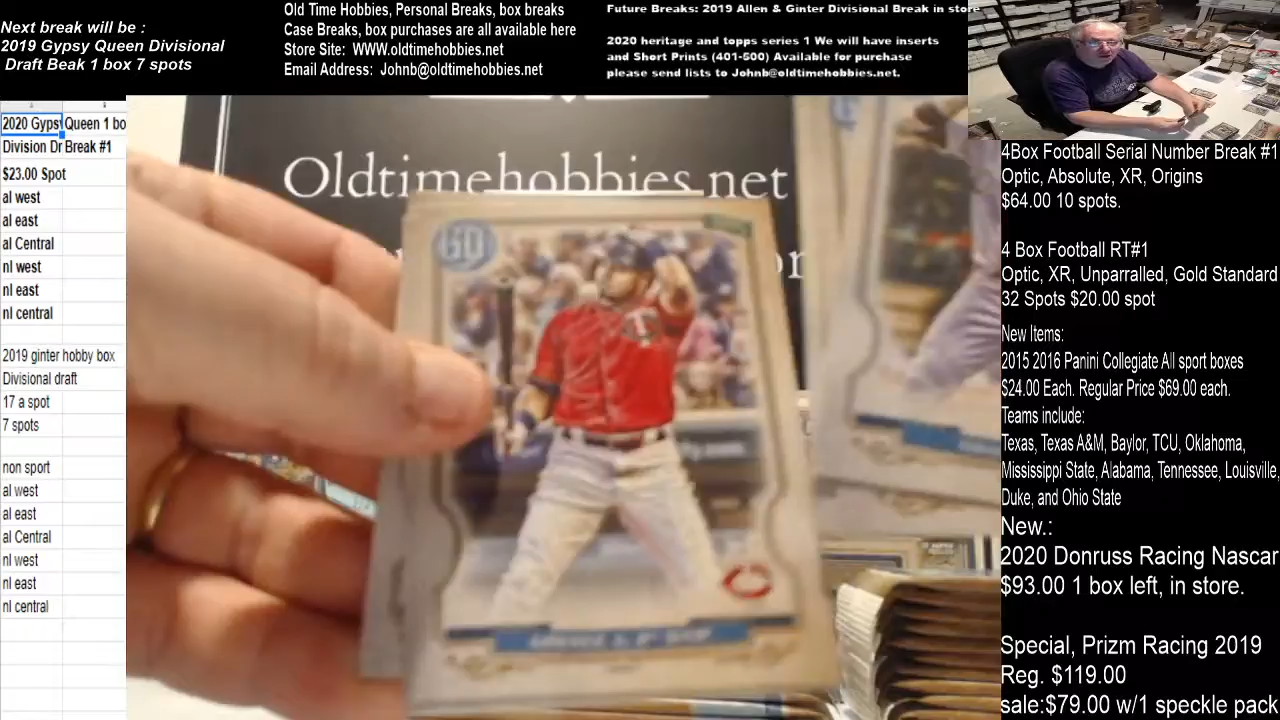 Next break will be :
2019 Gypsy Queen Divisional
Draft Beak 1 box 7 spots
Old Time Hobbies, Personal Breaks, box breaks
Case Breaks, box purchases are all available here
Store Site: WWW.oldtimehobbies.net
Email Address: Johnb@oldtimehobbies.net
Future Breaks: 2019 Allen & Ginter Divisional Break in store
2020 heritage and topps series 1 We will have inserts
and Short Prints (401-500) Available for purchase
please send lists to Johnb@oldtimehobbies.net.
2020 Gyps Queen 1 bo
Division Dr Break #1
$23.00 Spot
al west
al east
al Central
nl west
nl east
nl central
2019 ginter hobby box
Divisional draft
17 a spot
7 spots
non sport
al west
al east
al Central
nl west
nl east
nl central
Oldtimehobbies.net
GQ
T
C
4Box Football Serial Number Break #1
Optic, Absolute, XR, Origins
$64.00 10 spots.
4 Box Football RT#1
Optic, XR, Unparralled, Gold Standard
32 Spots $20.00 spot
New Items:
2015 2016 Panini Collegiate All sport boxes
$24.00 Each. Regular Price $69.00 each.
Teams include:
Texas, Texas A&M, Baylor, TCU, Oklahoma,
Mississippi State, Alabama, Tennessee, Louisville,
Duke, and Ohio State
New.:
2020 Donruss Racing Nascar
$93.00 1 box left, in store.
Special, Prizm Racing 2019
Reg. $119.00
sale:$79.00 w/1 speckle pack